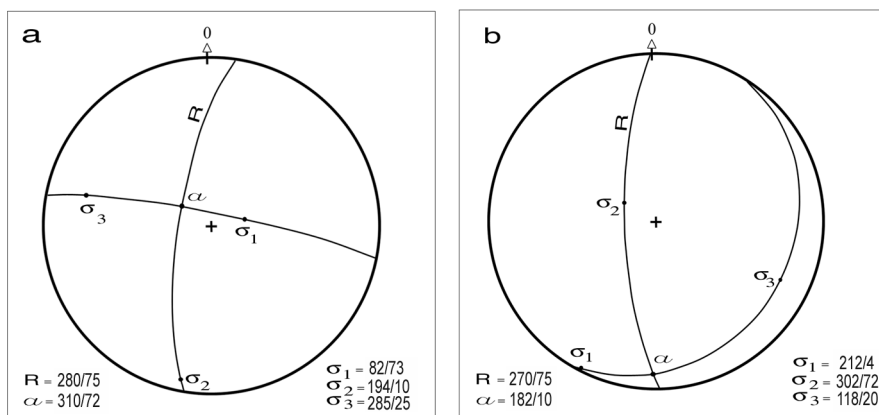 a
0
R
α
σ3
σ1
σ2
R = 280/75
α = 310/72
σ1 = 82/73
σ2 = 194/10
σ3 = 285/25
b
0
R
σ2
σ3
σ1
α
R = 270/75
α = 182/10
σ1 = 212/4
σ2 = 302/72
σ3 = 118/20